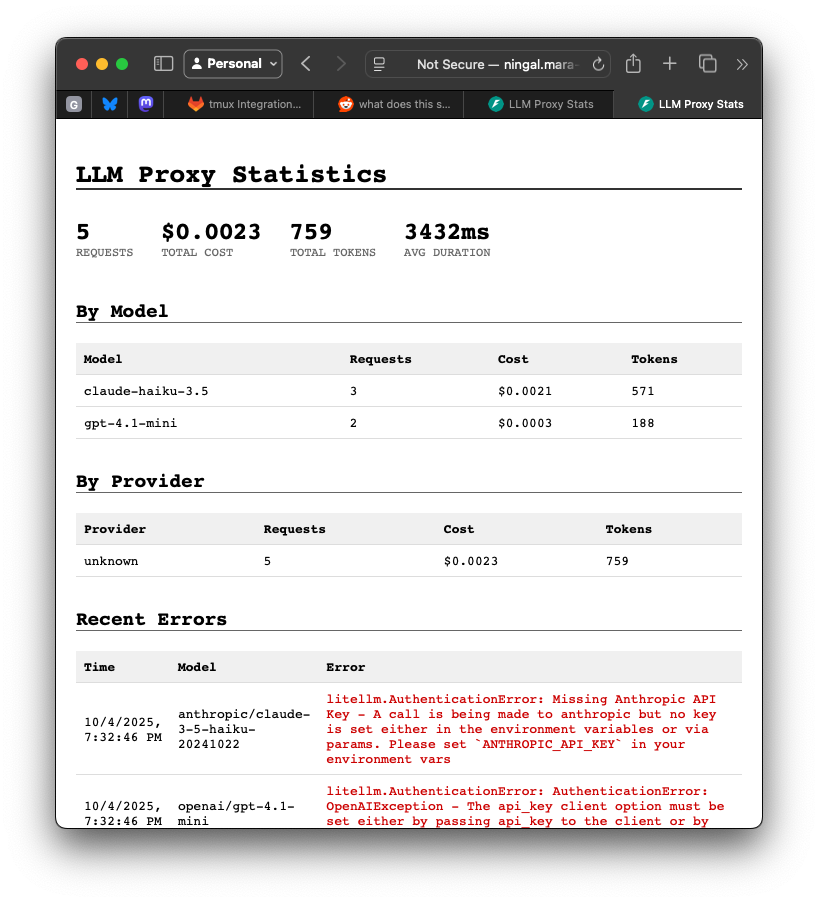 Personal
Not Secure — ningal.mara-
G
tmux Integration...
what does this s...
LLM Proxy Stats
LLM Proxy Stats
LLM Proxy Statistics
5 $0.0023 759 3432ms
REQUESTS TOTAL COST TOTAL TOKENS AVG DURATION
By Model
Model Requests Cost Tokens
claude-haiku-3.5 3 $0.0021 571
gpt-4.1-mini 2 $0.0003 188
By Provider
Provider Requests Cost Tokens
unknown 5 $0.0023 759
Recent Errors
Time Model Error
10/4/2025,
7:32:46 PM
anthropic/claude-
3-5-haiku-
20241022
litellm.AuthenticationError: Missing Anthropic API
Key - A call is being made to anthropic but no key
is set either in the environment variables or via
params. Please set `ANTHROPIC_API_KEY` in your
environment vars
10/4/2025,
7:32:46 PM
openai/gpt-4.1-
mini
litellm.AuthenticationError: AuthenticationError:
OpenAIException - The api_key client option must be
set either by passing api_key to the client or by